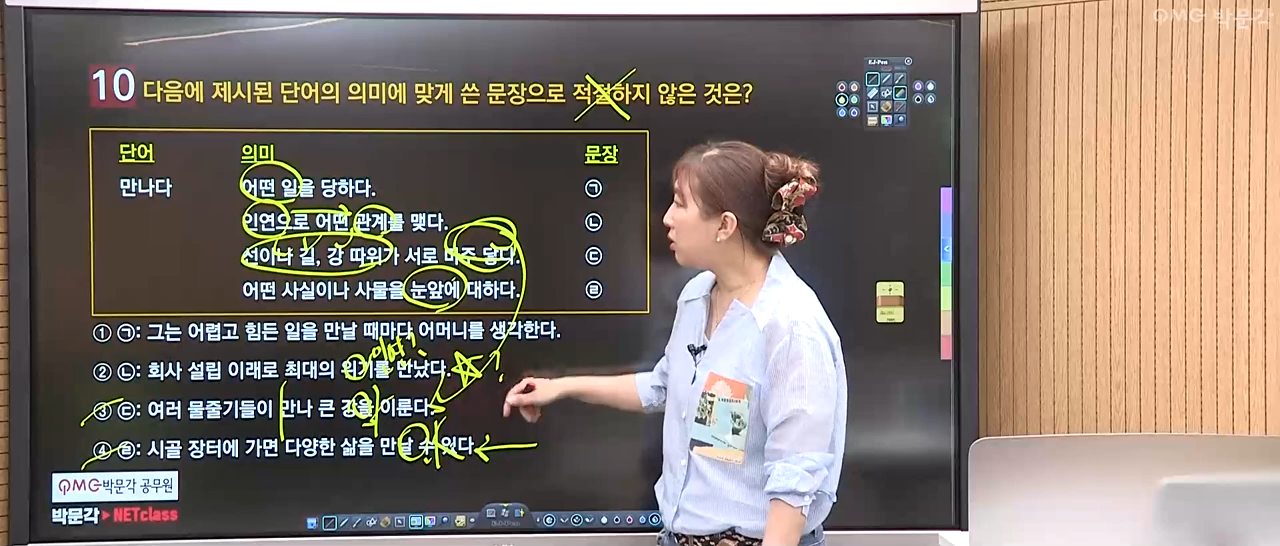 QMG 박문각
EJ-Pen
10 다음에 제시된 단어의 의미에 맞게 쓴 문장으로 적절하지 않은 것은?
단어 의미 문장
만나다 어떤 일을 당하다. ㉠
인연으로 어떤 관계를 맺다. ㉡
선이나 길, 강 따위가 서로 마주 닿다. ㉢
어떤 사실이나 사물을 눈앞에 대하다. ㉣
① ㉠: 그는 어렵고 힘든 일을 만날 때마다 어머니를 생각한다.
② ㉡: 회사 설립 이래로 최대의 위기를 만났다.
③ ㉢: 여러 물줄기들이 만나 큰 강을 이룬다.
④ ㉣: 시골 장터에 가면 다양한 삶을 만날 수 있다.
QMG박문각 공무원
박문각 ▶ NETclass